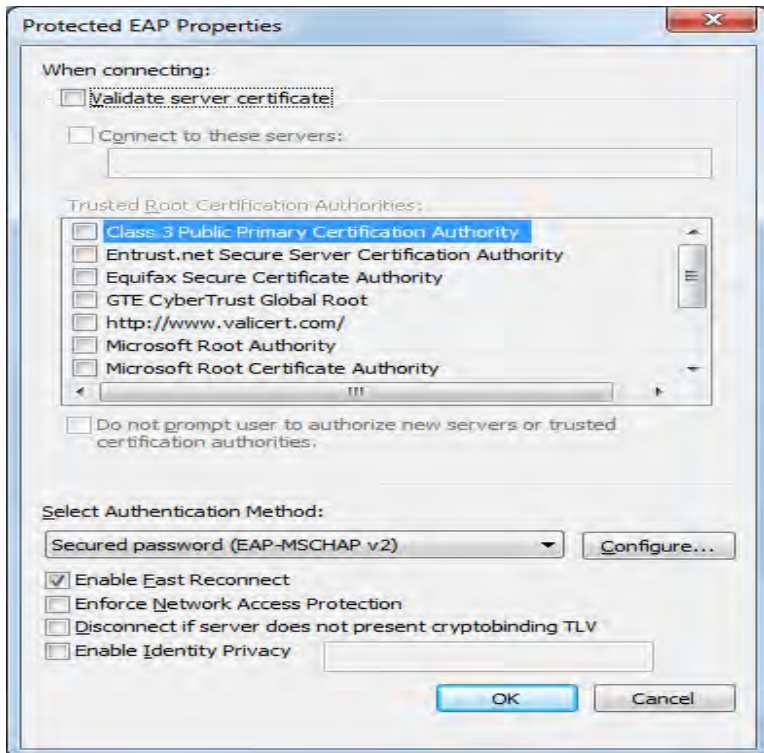 Protected EAP Properties
When connecting:
Validate server certificate
Connect to these servers:
Trusted Root Certification Authorities:
Class 3 Public Primary Certification Authority
Entrust.net Secure Server Certification Authority
Equifax Secure Certificate Authority
GTE CyberTrust Global Root
http://www.valicert.com/
Microsoft Root Authority
Microsoft Root Certificate Authority
Do not prompt user to authorize new servers or trusted
certification authorities.
Select Authentication Method:
Secured password (EAP-MSCHAP v2)
Configure...
Enable Fast Reconnect
Enforce Network Access Protection
Disconnect if server does not present cryptobinding TLV
Enable Identity Privacy
OK
Cancel